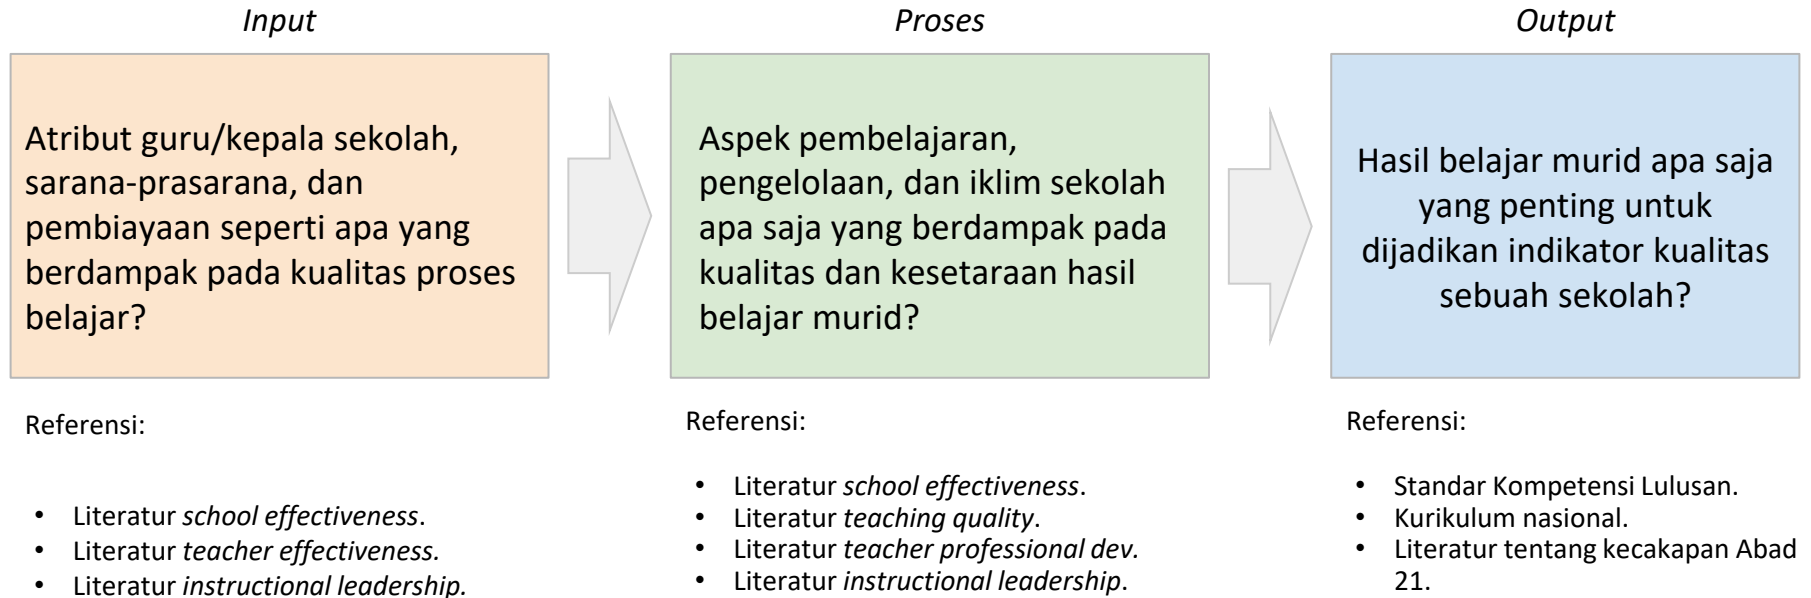 Input
Atribut guru/kepala sekolah,
sarana-prasarana, dan
pembiayaan seperti apa yang
berdampak pada kualitas proses
belajar?
Referensi:
• Literatur school effectiveness.
• Literatur teacher effectiveness.
• Literatur instructional leadership.
Proses
Aspek pembelajaran,
pengelolaan, dan iklim sekolah
apa saja yang berdampak pada
kualitas dan kesetaraan hasil
belajar murid?
Referensi:
• Literatur school effectiveness.
• Literatur teaching quality.
• Literatur teacher professional dev.
• Literatur instructional leadership.
Output
Hasil belajar murid apa saja
yang penting untuk
dijadikan indikator kualitas
sebuah sekolah?
Referensi:
• Standar Kompetensi Lulusan.
• Kurikulum nasional.
• Literatur tentang kecakapan Abad
21.